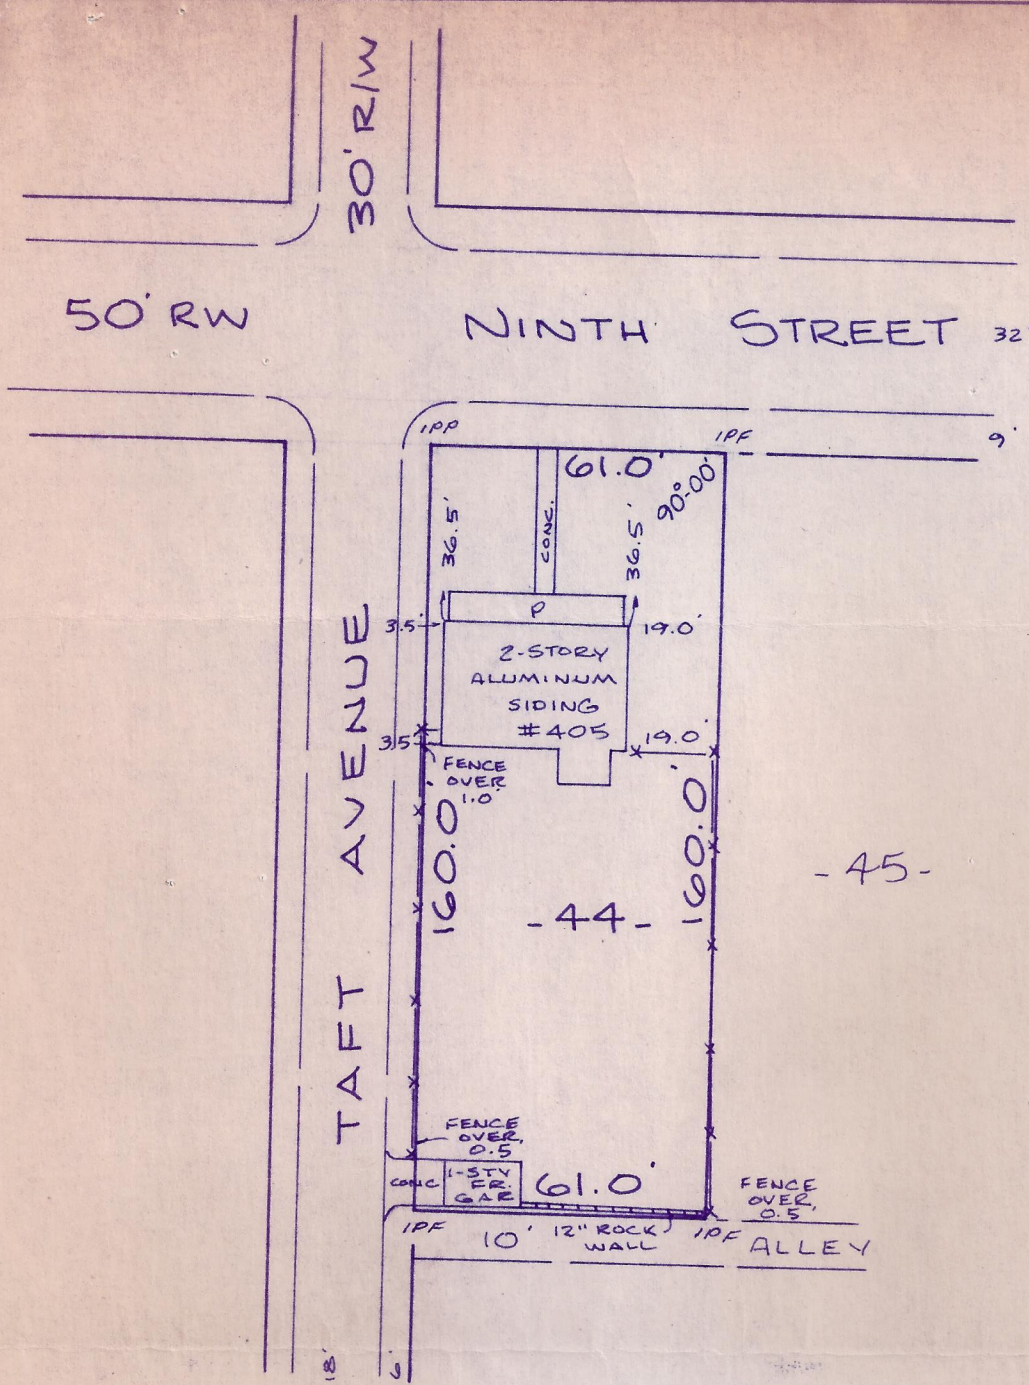 30' R/W
50' RW
NINTH STREET 32
9'
IPP
IPF
61.0'
90°-00'
CONC.
36.5'
36.5'
P
3.5'
19.0'
2-STORY
ALUMINUM
SIDING
#405
3.5
19.0'
FENCE
OVER
1.0'
TAFT AVENUE
160.0'
160.0'
-44-
-45-
FENCE
OVER
0.5
CONC
1-STY
FR.
GAR
61.0'
FENCE
OVER
0.5
IPF
10'
12" ROCK
WALL
IPF
ALLEY
18'
6'